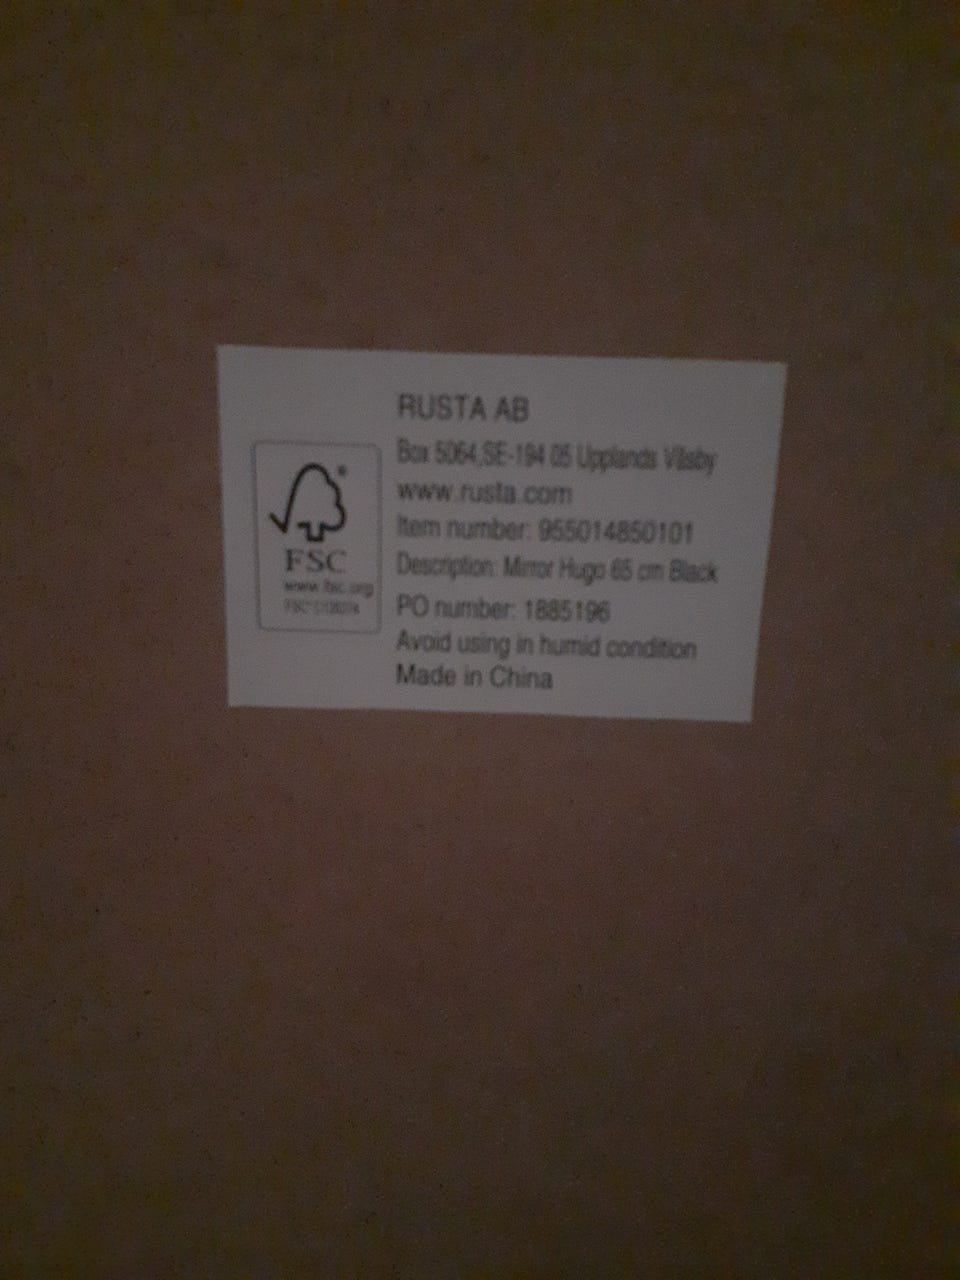 RUSTA AB
Box 5064,SE-194 05 Upplands Väsby
www.rusta.com
Item number: 955014850101
Description: Mirror Hugo 65 cm Black
PO number: 1885196
Avoid using in humid condition
Made in China
FSC
www.fsc.org